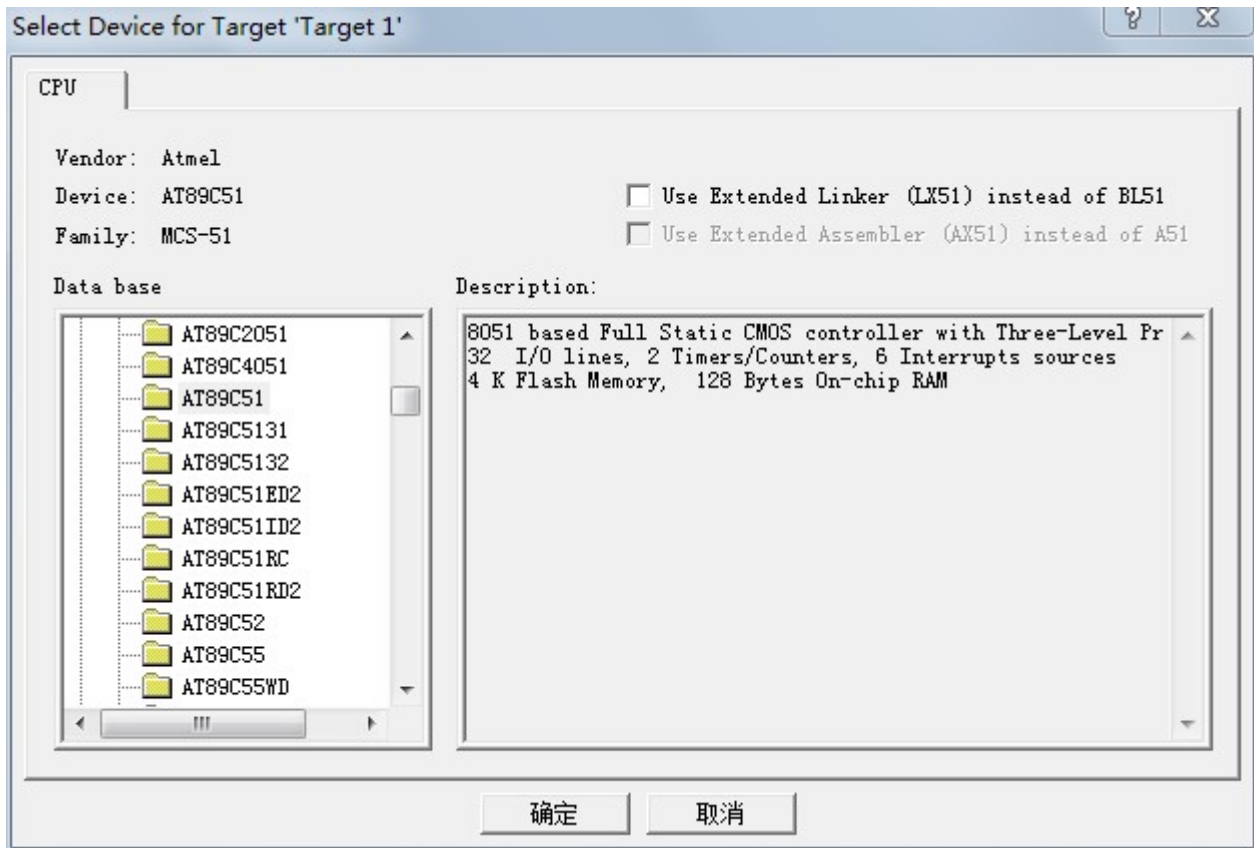 Select Device for Target 'Target 1'
CPU
Vendor: Atmel
Device: AT89C51
Family: MCS-51
Use Extended Linker (LX51) instead of BL51
Use Extended Assembler (AX51) instead of A51
Data base
Description:
AT89C2051
AT89C4051
AT89C51
AT89C5131
AT89C5132
AT89C51ED2
AT89C51ID2
AT89C51RC
AT89C51RD2
AT89C52
AT89C55
AT89C55WD
8051 based Full Static CMOS controller with Three-Level Pr
32 I/O lines, 2 Timers/Counters, 6 Interrupts sources
4 K Flash Memory, 128 Bytes On-chip RAM
确定
取消